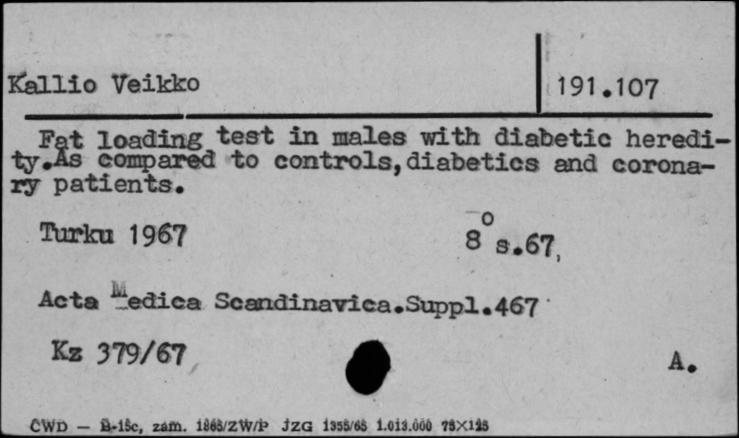 Kallio Veikko 191.107
Fat loading test in males with diabetic heredi-
ty.As compared to controls,diabetics and corona-
ry patients.
Turku 1967 8° s.67,
Acta Medica Scandinavica.Suppl.467
Kz 379/67 A.
CWD — B-15c, zam. 1868/ZW/P JZG 1355/65 1.013.000 75×125